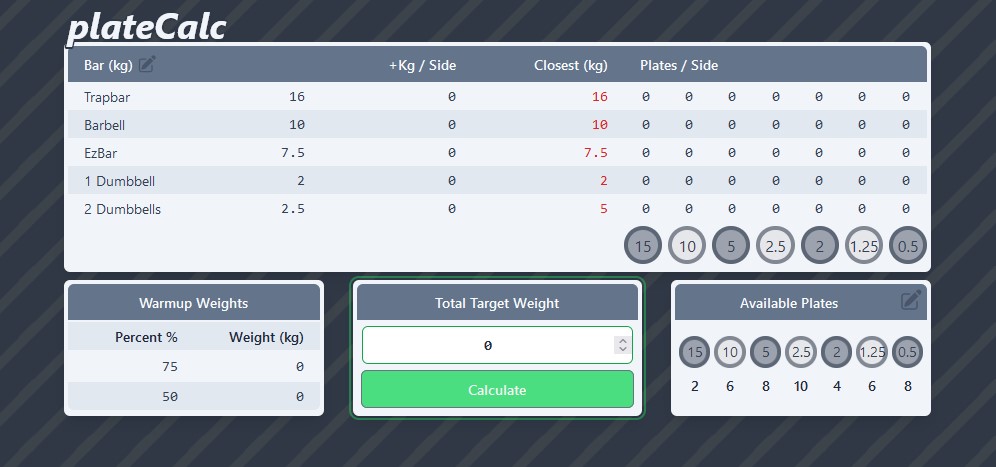 plateCalc
Bar (kg) +Kg / Side Closest (kg) Plates / Side
Trapbar 16 0 16 0 0 0 0 0 0 0
Barbell 10 0 10 0 0 0 0 0 0 0
EzBar 7.5 0 7.5 0 0 0 0 0 0 0
1 Dumbbell 2 0 2 0 0 0 0 0 0 0
2 Dumbbells 2.5 0 5 0 0 0 0 0 0 0
15 10 5 2.5 2 1.25 0.5
Warmup Weights
Percent % Weight (kg)
75 0
50 0
Total Target Weight
0
Calculate
Available Plates
15 10 5 2.5 2 1.25 0.5
2 6 8 10 4 6 8